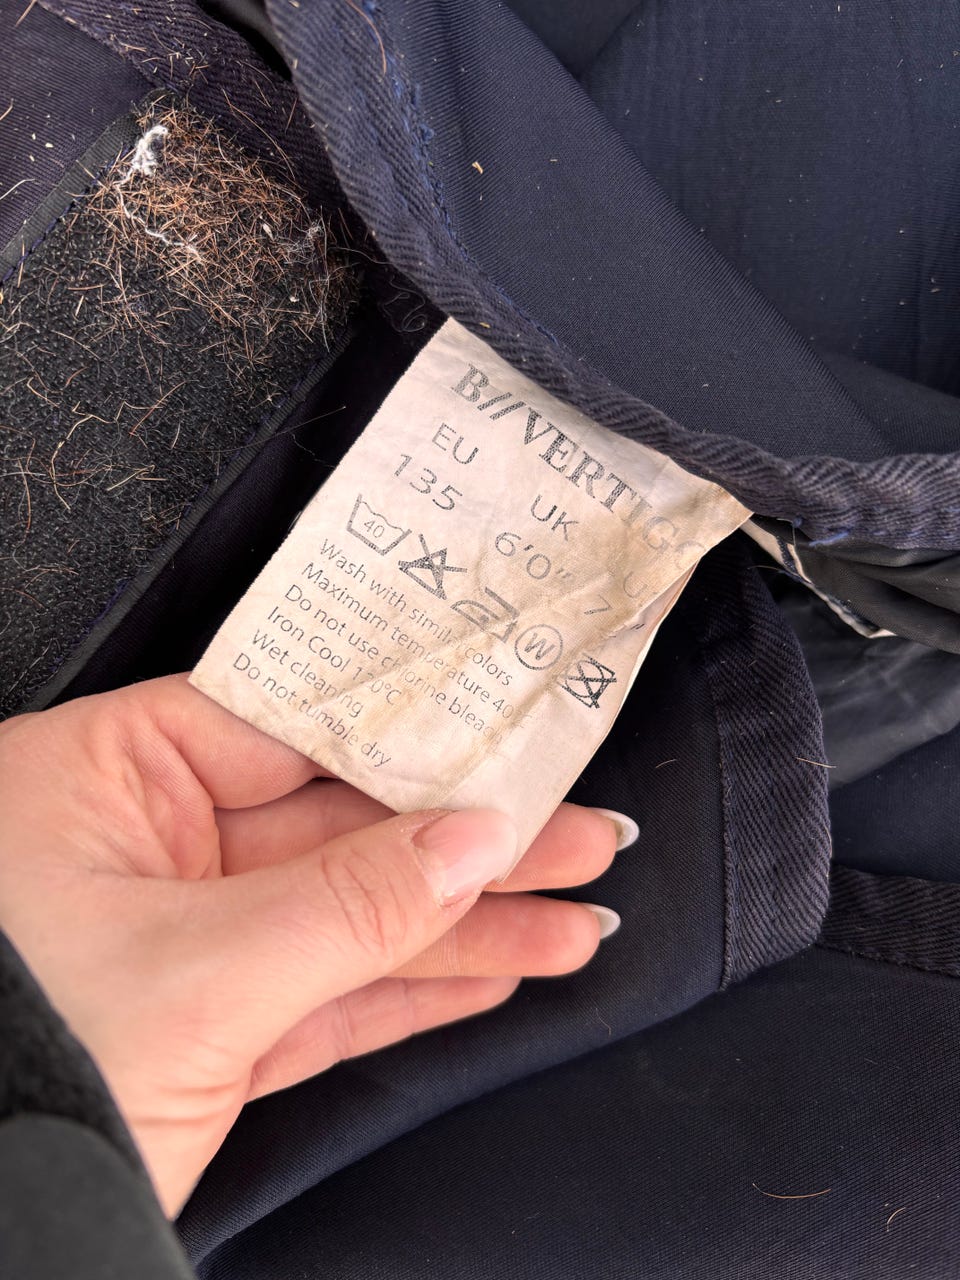 B//VERTIGO
EU UK
135 6'0"
40
W
Wash with similar colors
Maximum temperature 40°C
Do not use chlorine bleach
Iron Cool 120°C
Wet cleaning
Do not tumble dry